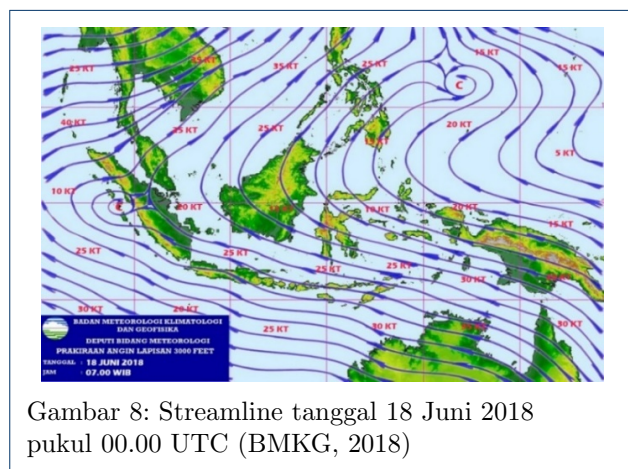 15 KT
25 KT
35 KT
25 KT
15 KT
C
40 KT
25 KT
25 KT
20 KT
5 KT
10 KT
20 KT
10 KT
15 KT
25 KT
25 KT
25 KT
25 KT
25 KT
30 KT
30 KT
20 KT
25 KT
30 KT
30 KT
BADAN METEOROLOGI KLIMATOLOGI
DAN GEOFISIKA
DEPUTI BIDANG METEOROLOGI
PRAKIRAAN ANGIN LAPISAN 3000 FEET
TANGGAL : 18 JUNI 2018
JAM : 07.00 WIB
Gambar 8: Streamline tanggal 18 Juni 2018
pukul 00.00 UTC (BMKG, 2018)